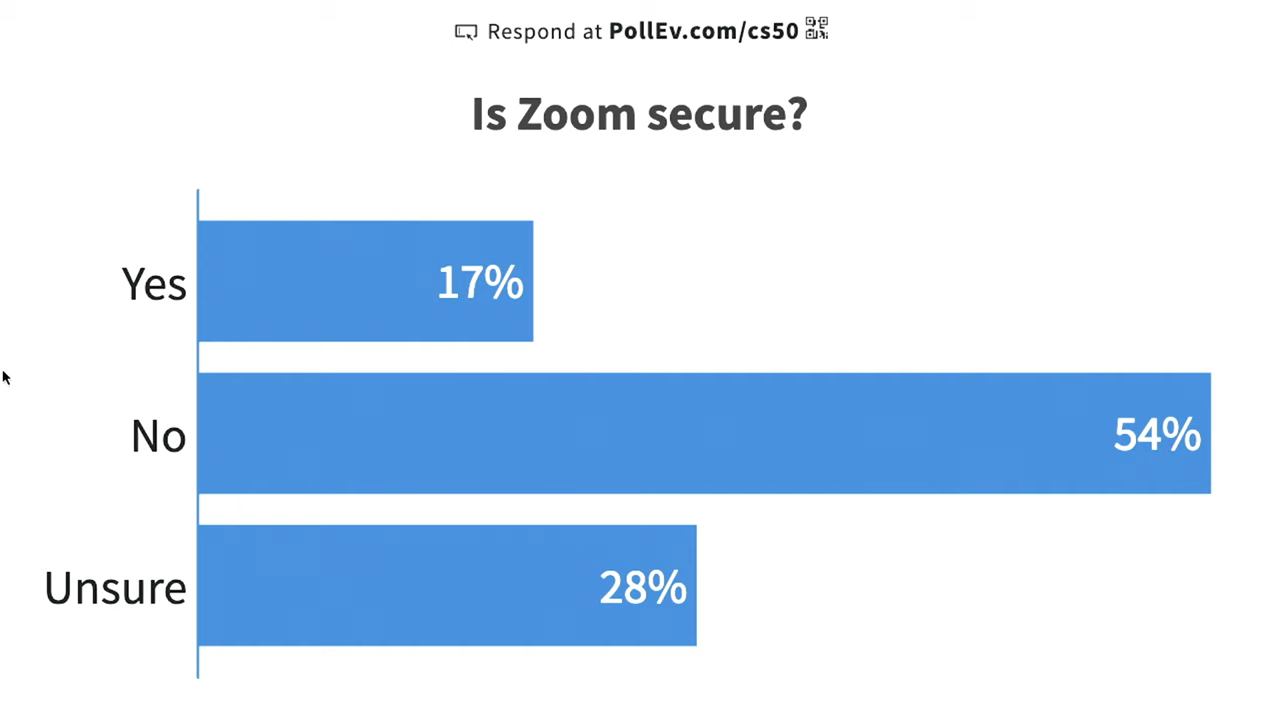 Respond at PollEv.com/cs50
Is Zoom secure?
Yes 17%
No 54%
Unsure 28%